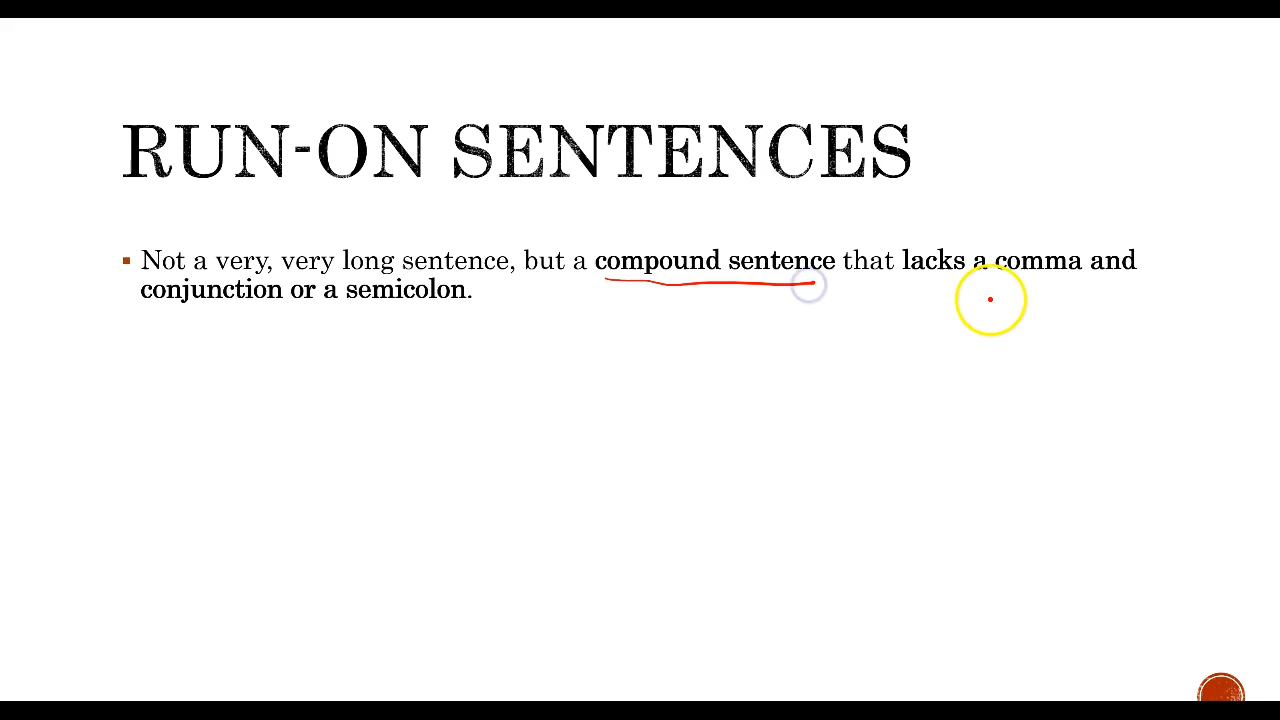 RUN-ON SENTENCES
▪ Not a very, very long sentence, but a compound sentence that lacks a comma and
conjunction or a semicolon.